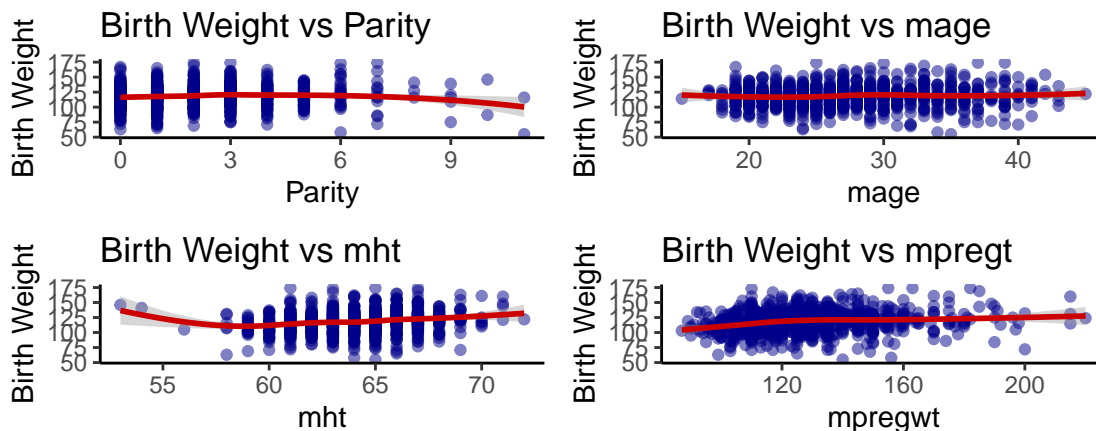 Birth Weight vs Parity
Birth Weight
175
150
125
100
75
50
0 3 6 9
Parity
Birth Weight vs mage
Birth Weight
175
150
125
100
75
50
20 30 40
mage
Birth Weight vs mht
Birth Weight
175
150
125
100
75
50
55 60 65 70
mht
Birth Weight vs mpregt
Birth Weight
175
150
125
100
75
50
120 160 200
mpregwt